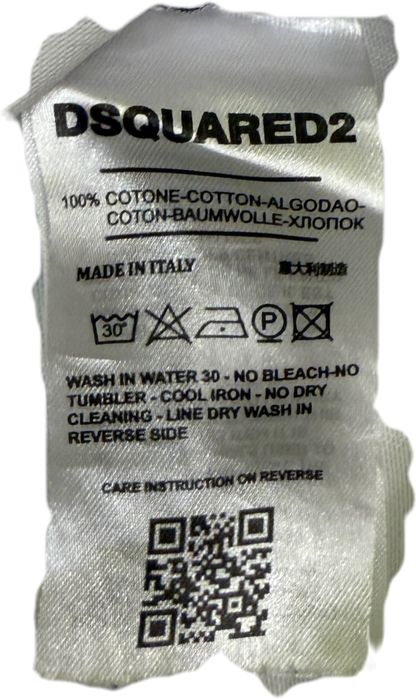 DSQUARED2
100% COTONE-COTTON-ALGODAO-
COTON-BAUMWOLLE-ХЛОПОК
MADE IN ITALY 意大利制造
30°
P
WASH IN WATER 30 - NO BLEACH-NO
TUMBLER - COOL IRON - NO DRY
CLEANING - LINE DRY WASH IN
REVERSE SIDE
CARE INSTRUCTION ON REVERSE